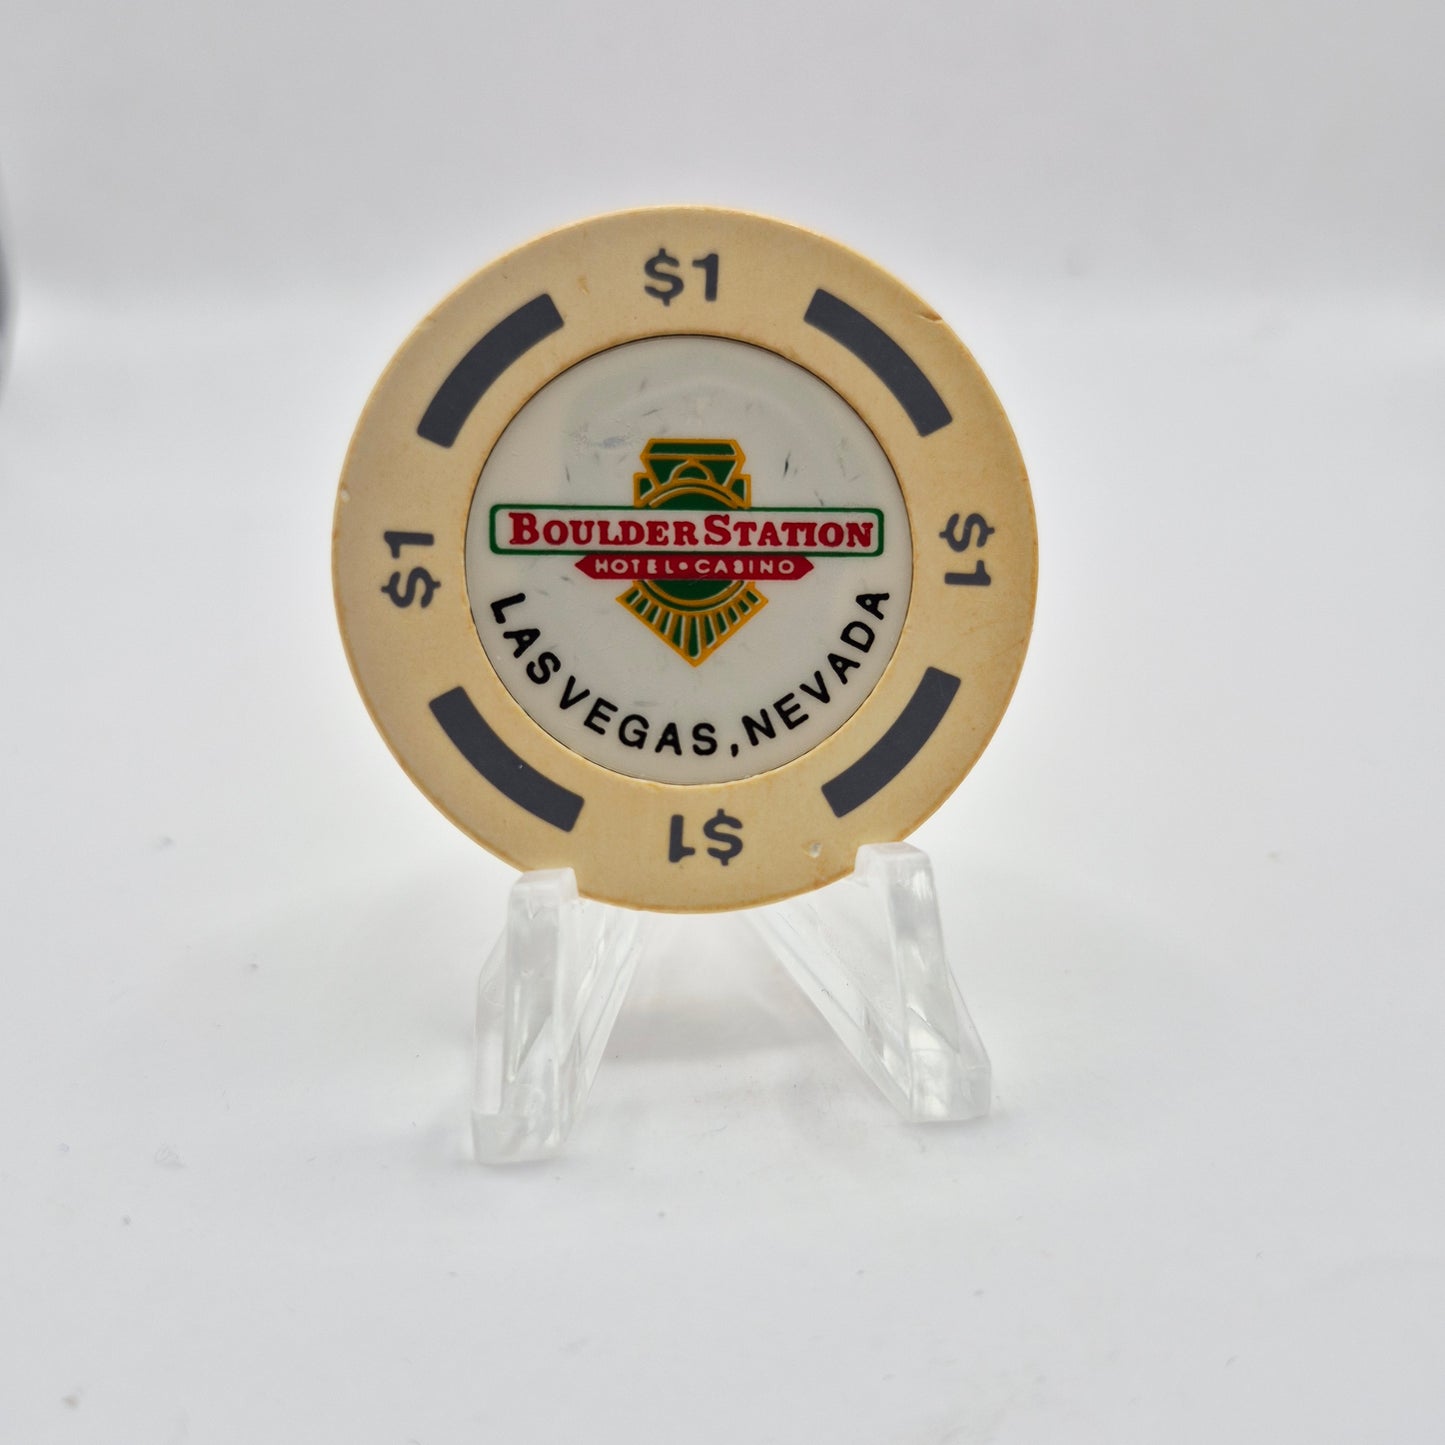 $1
$1
$1
BOULDER STATION
HOTEL • CASINO
LAS VEGAS, NEVADA
$1